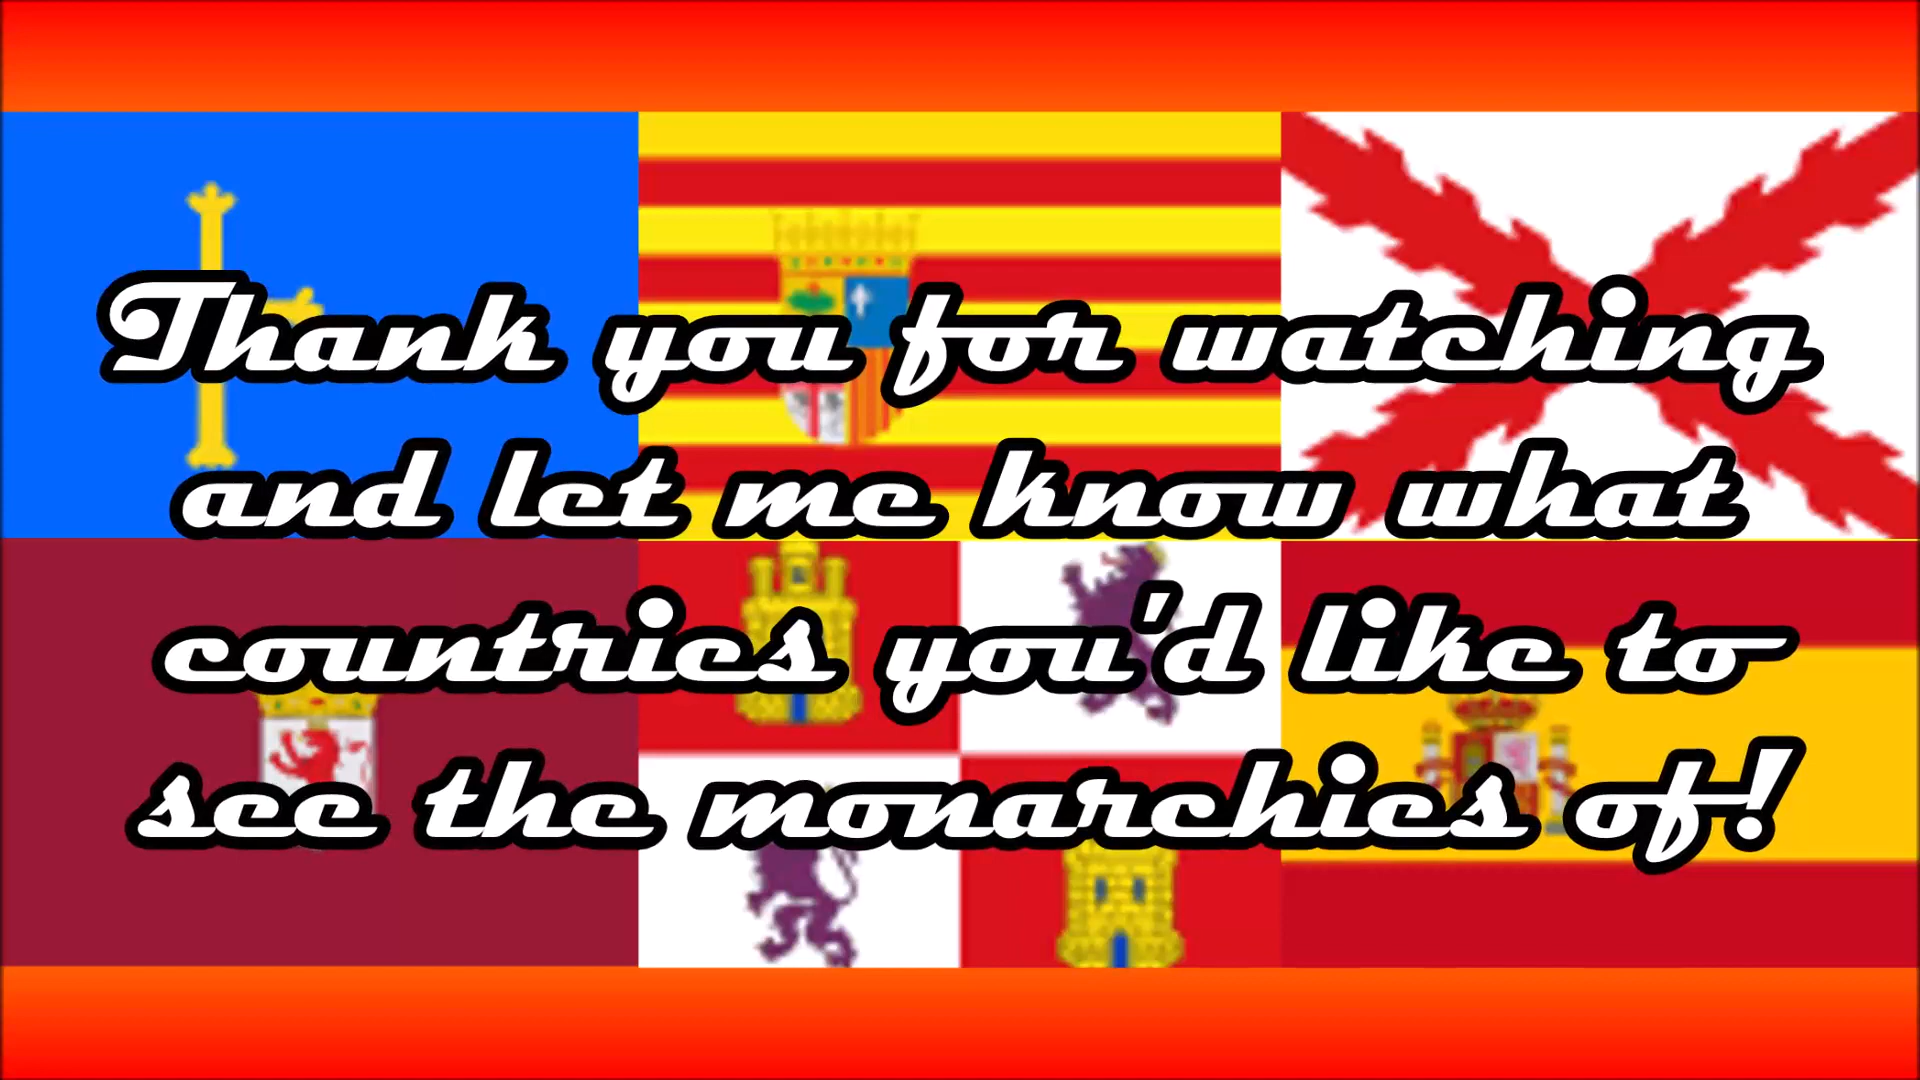 Thank you for watching
and let me know what
countries you'd like to
see the monarchies of!